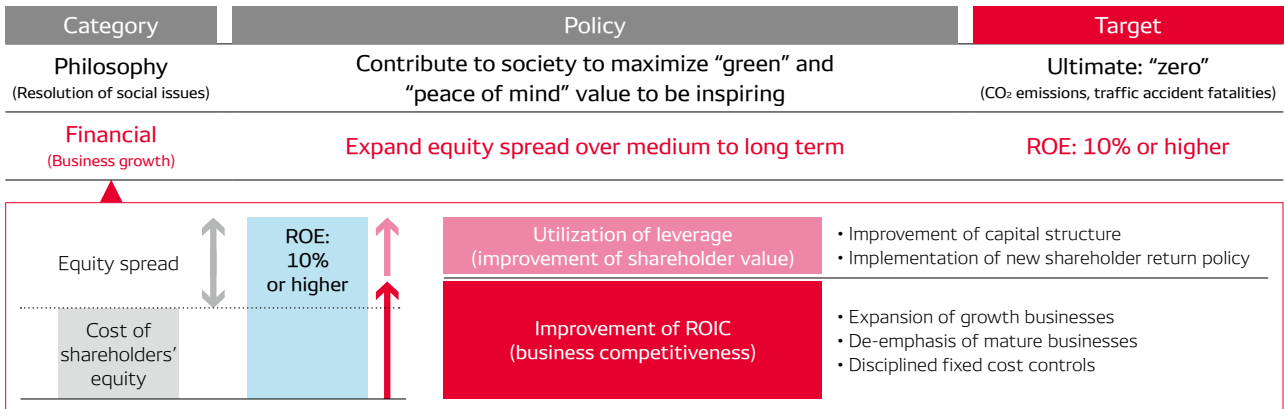 Category
Policy
Target
Philosophy
(Resolution of social issues)
Contribute to society to maximize “green” and
“peace of mind” value to be inspiring
Ultimate: “zero”
(CO₂ emissions, traffic accident fatalities)
Financial
(Business growth)
Expand equity spread over medium to long term
ROE: 10% or higher
Equity spread
Cost of
shareholders’
equity
ROE:
10%
or higher
Utilization of leverage
(improvement of shareholder value)
• Improvement of capital structure
• Implementation of new shareholder return policy
Improvement of ROIC
(business competitiveness)
• Expansion of growth businesses
• De-emphasis of mature businesses
• Disciplined fixed cost controls